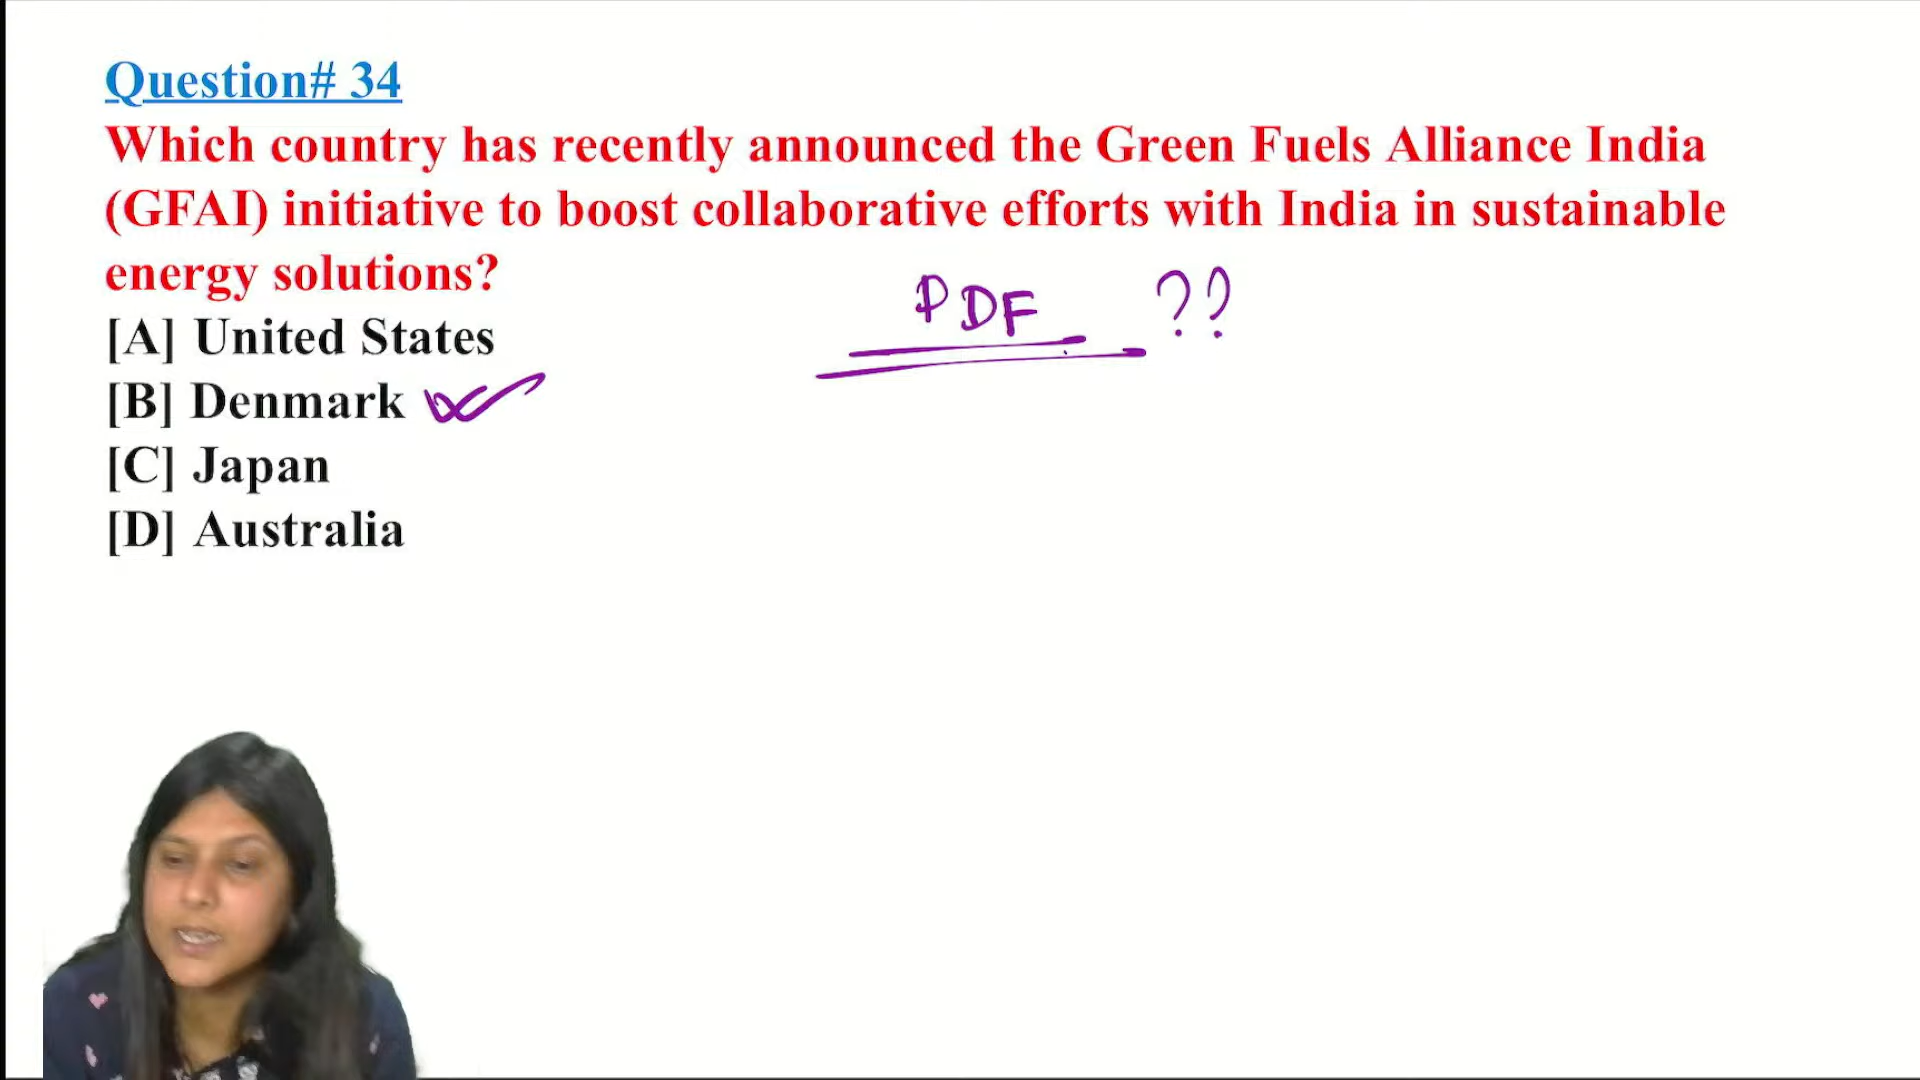 Question# 34
Which country has recently announced the Green Fuels Alliance India
(GFAI) initiative to boost collaborative efforts with India in sustainable
energy solutions?
PDF ??
[A] United States
[B] Denmark
[C] Japan
[D] Australia